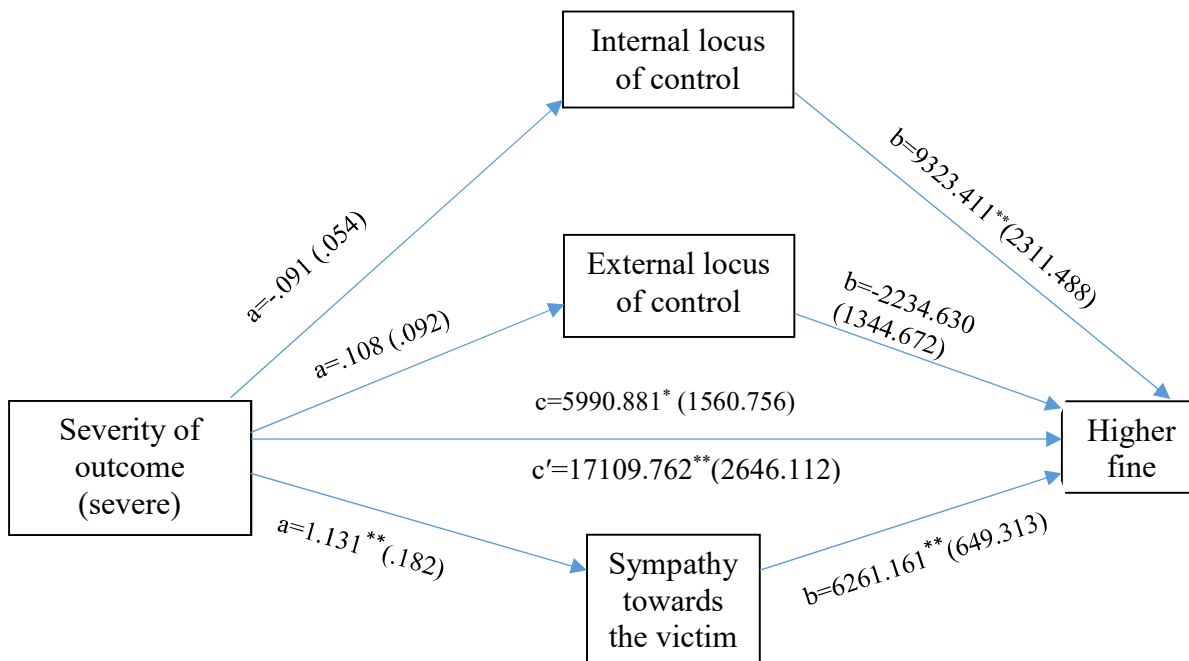 Internal locus
of control
b=9323.411**(2311.488)
a=-.091 (.054)
External locus
of control
b=-2234.630
(1344.672)
a=.108 (.092)
c=5990.881* (1560.756)
Severity of
outcome
(severe)
Higher
fine
c′=17109.762**(2646.112)
a=1.131**(.182)
Sympathy
towards
the victim
b=6261.161** (649.313)